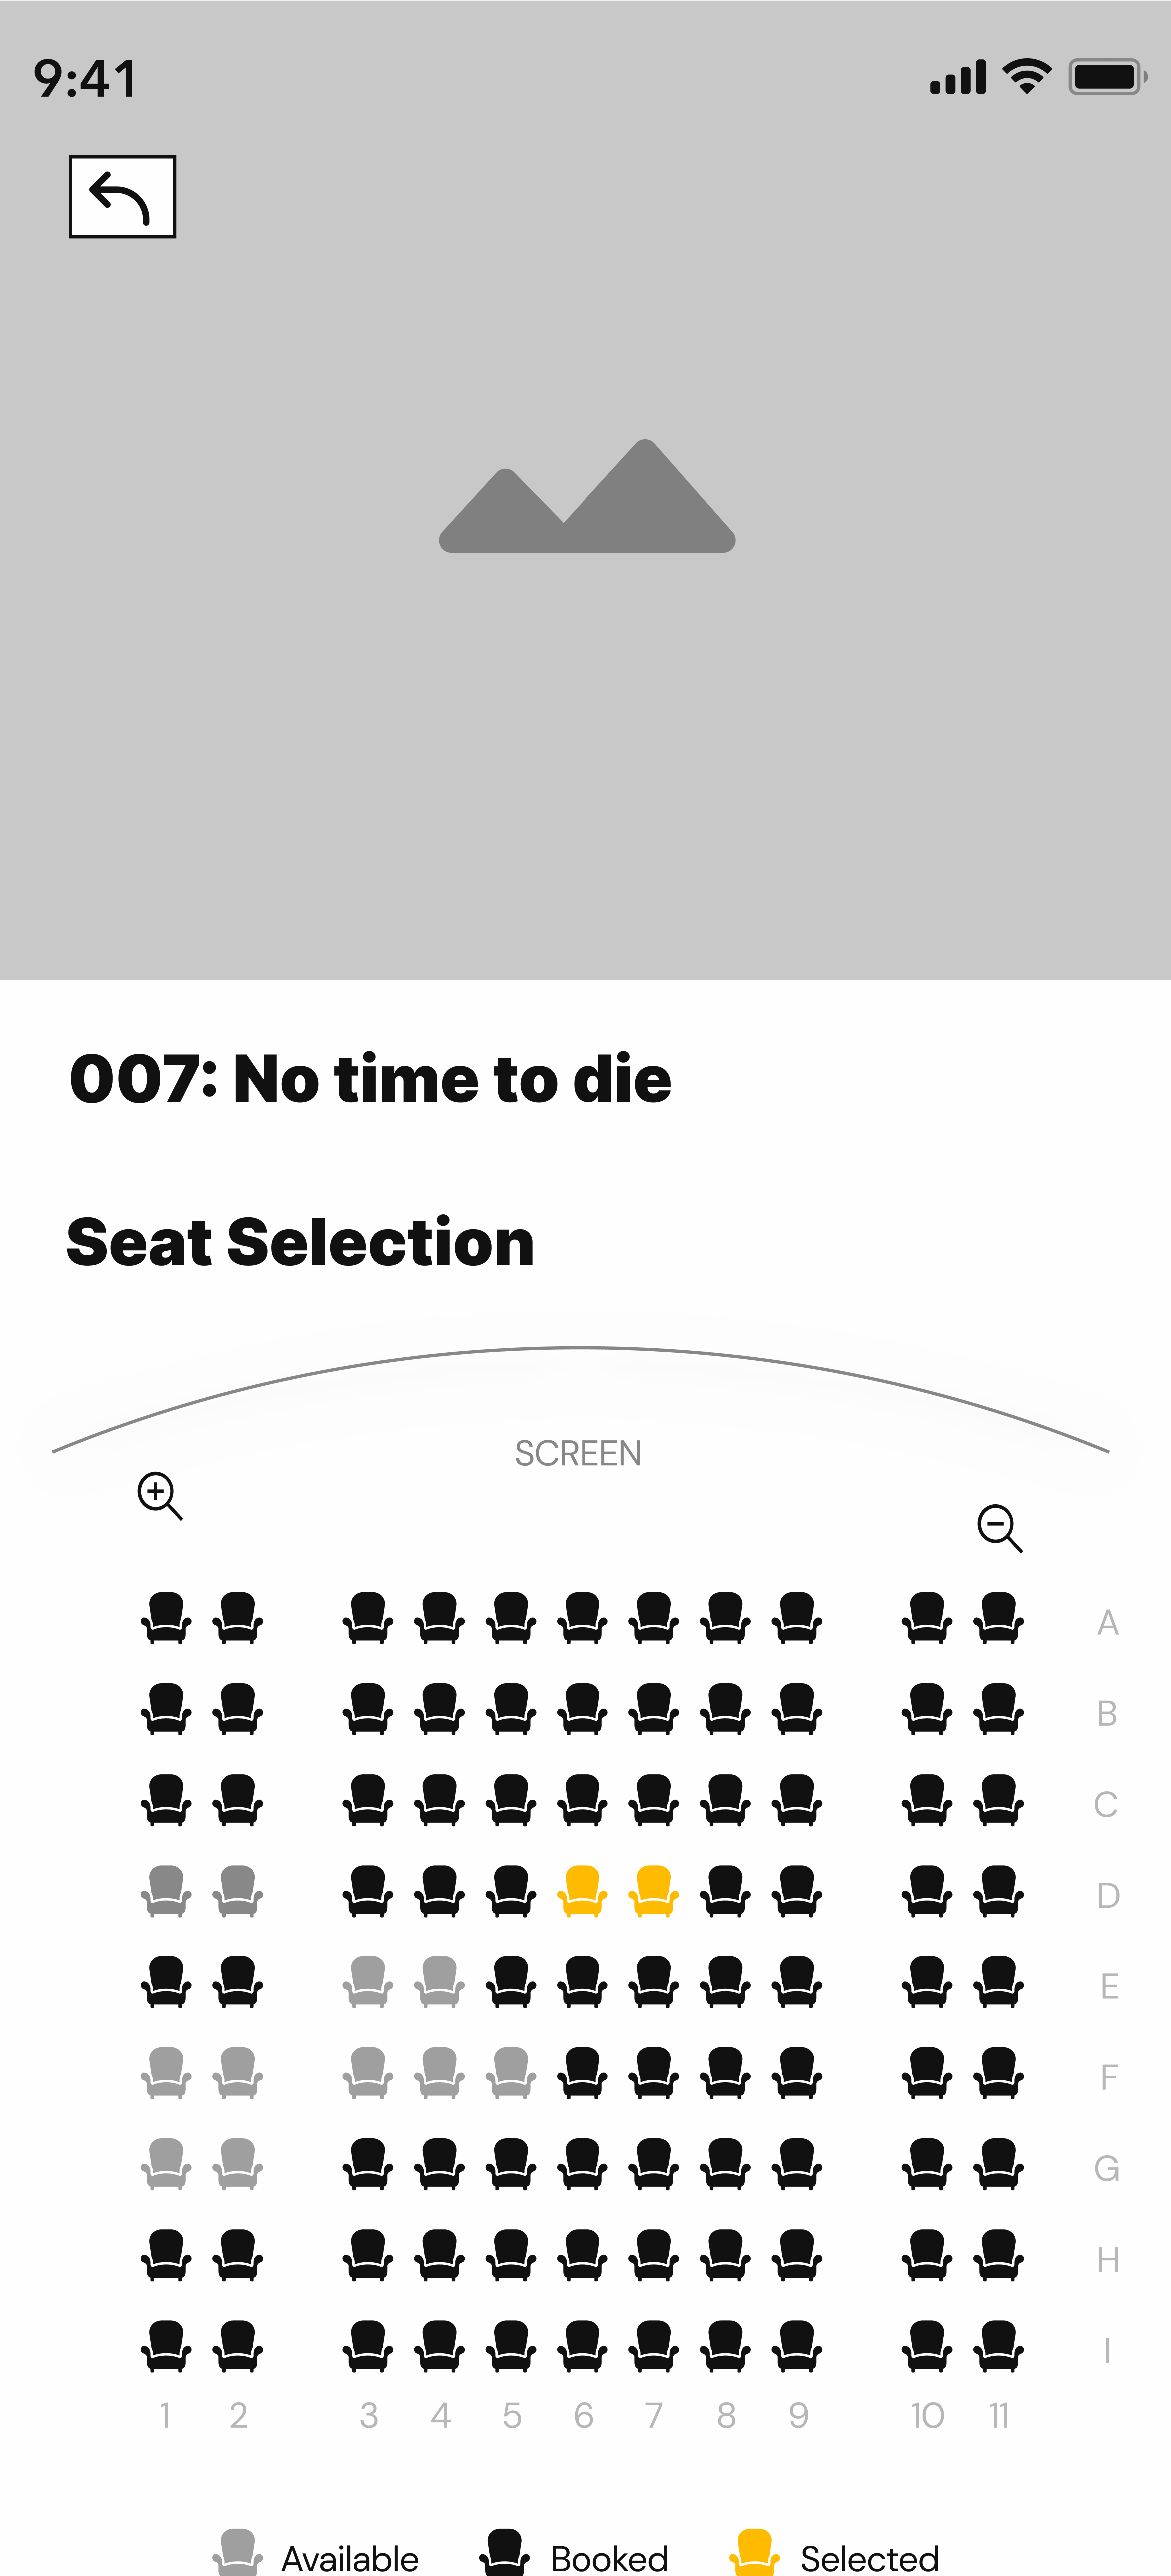 9:41
007: No time to die
Seat Selection
SCREEN
A
B
C
D
E
F
G
H
I
1 2 3 4 5 6 7 8 9 10 11
Available Booked Selected